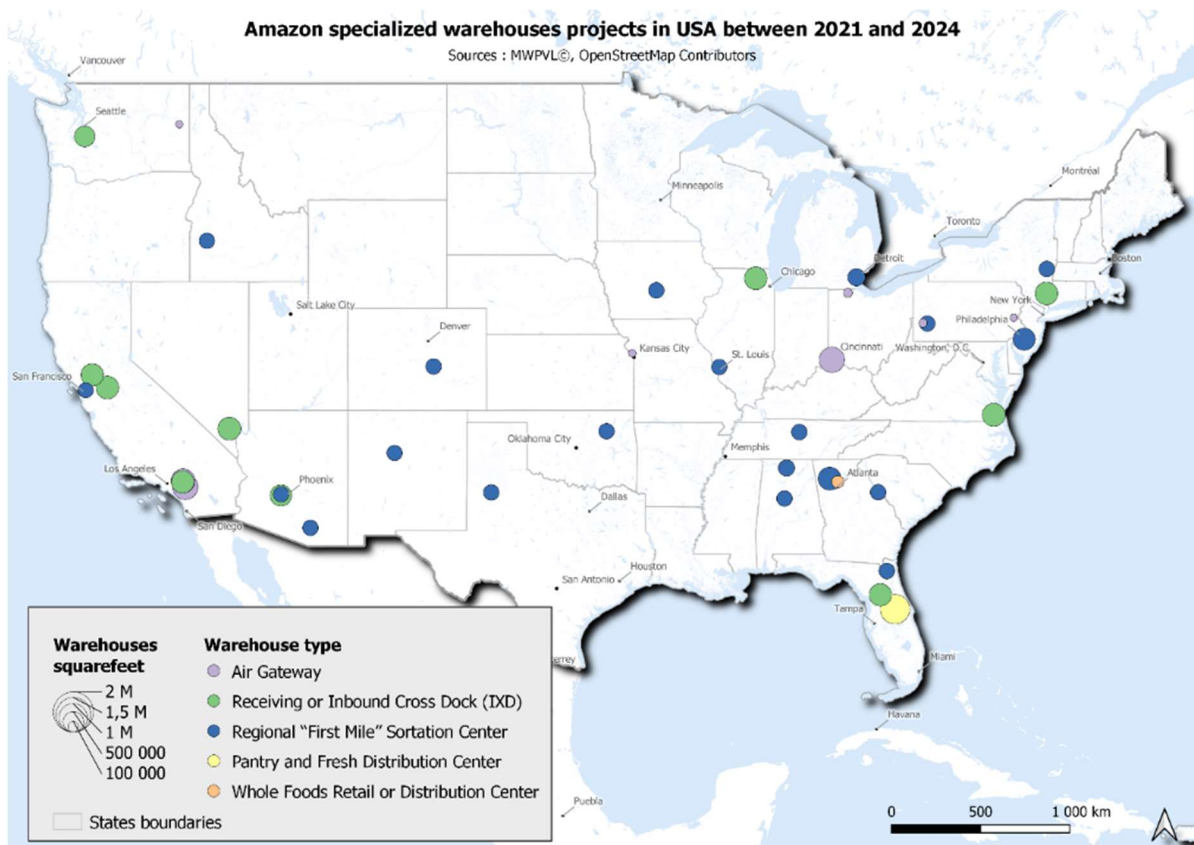 Amazon specialized warehouses projects in USA between 2021 and 2024
Sources : MWPVL©, OpenStreetMap Contributors
Vancouver
Seattle
Montréal
Minneapolis
Toronto
Boston
Detroit
Chicago
Salt Lake City
New York
Denver
Philadelphia
Kansas City
Cincinnati
Washington, D.C.
San Francisco
St. Louis
Oklahoma City
Memphis
Los Angeles
Phoenix
Atlanta
Dallas
San Diego
Houston
San Antonio
Tampa
Miami
Havana
Puebla
errey
Warehouses
squarefeet
2 M
1,5 M
1 M
500 000
100 000
Warehouse type
Air Gateway
Receiving or Inbound Cross Dock (IXD)
Regional "First Mile" Sortation Center
Pantry and Fresh Distribution Center
Whole Foods Retail or Distribution Center
States boundaries
0 500 1 000 km